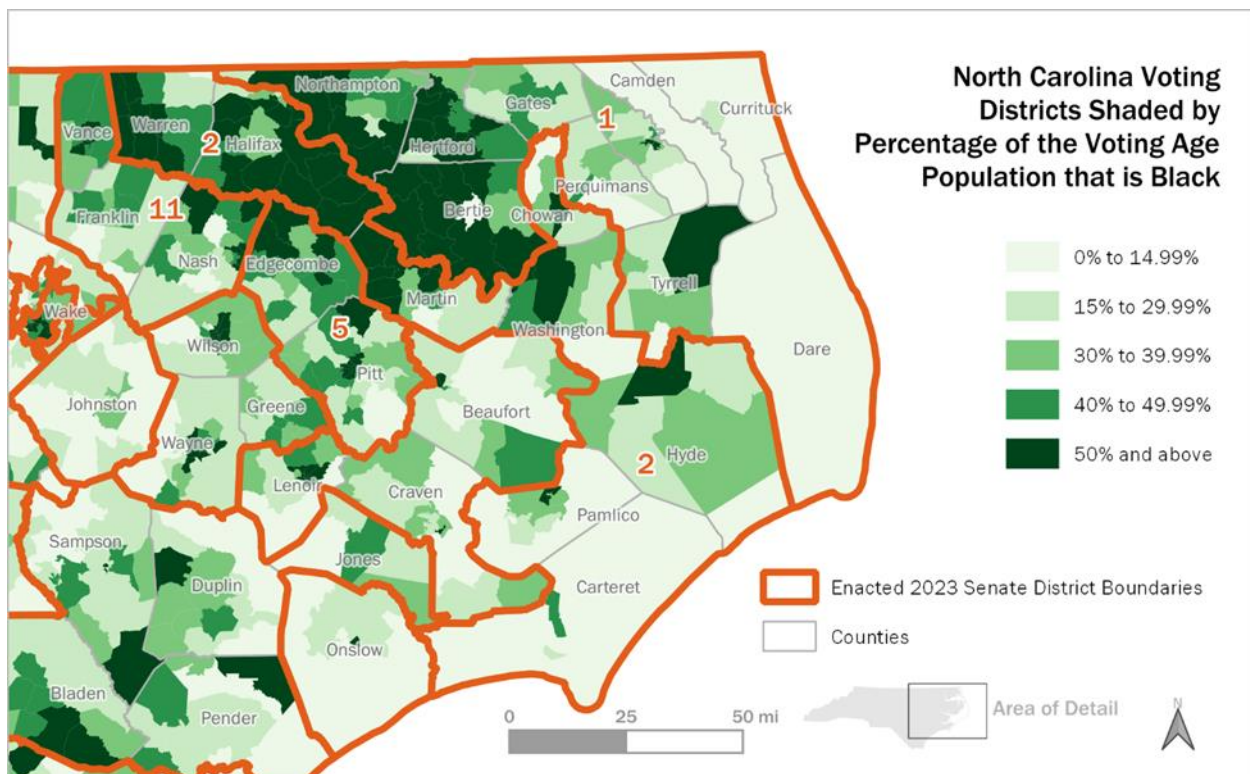 North Carolina Voting
Districts Shaded by
Percentage of the Voting Age
Population that is Black
0% to 14.99%
15% to 29.99%
30% to 39.99%
40% to 49.99%
50% and above
Enacted 2023 Senate District Boundaries
Counties
Area of Detail
N
0 25 50 mi
Camden
Currituck
Northampton
Gates
1
Vance
Warren
2
Halifax
Hertford
Perquimans
Bertie
Chowan
Franklin
11
Nash
Edgecombe
Tyrrell
Martin
Wake
5
Washington
Wilson
Dare
Pitt
Johnston
Greene
Beaufort
Wayne
2
Hyde
Lenoir
Craven
Pamlico
Sampson
Jones
Duplin
Carteret
Onslow
Bladen
Pender